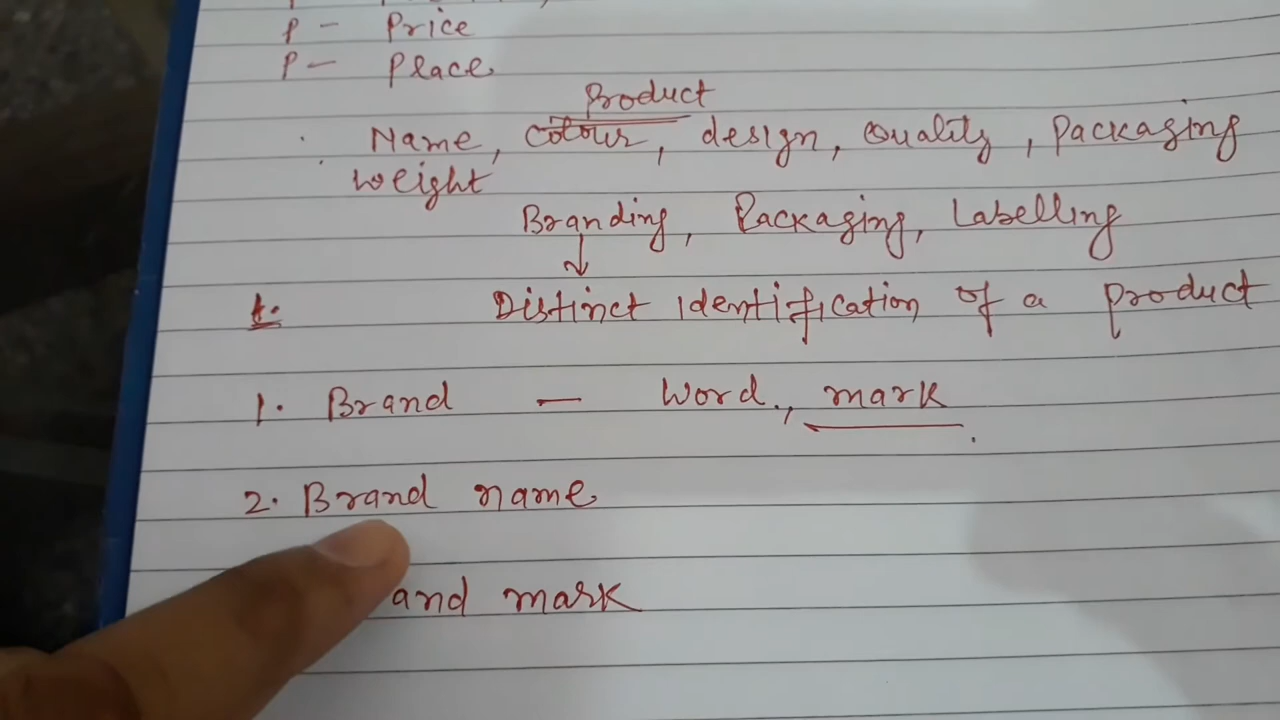 P - Price
P - Place
Product
Name, colour, design, Quality, Packaging
weight
Branding, Packaging, Labelling
↓
Distinct identification of a product
1. Brand - Word, mark
2. Brand name
and mark